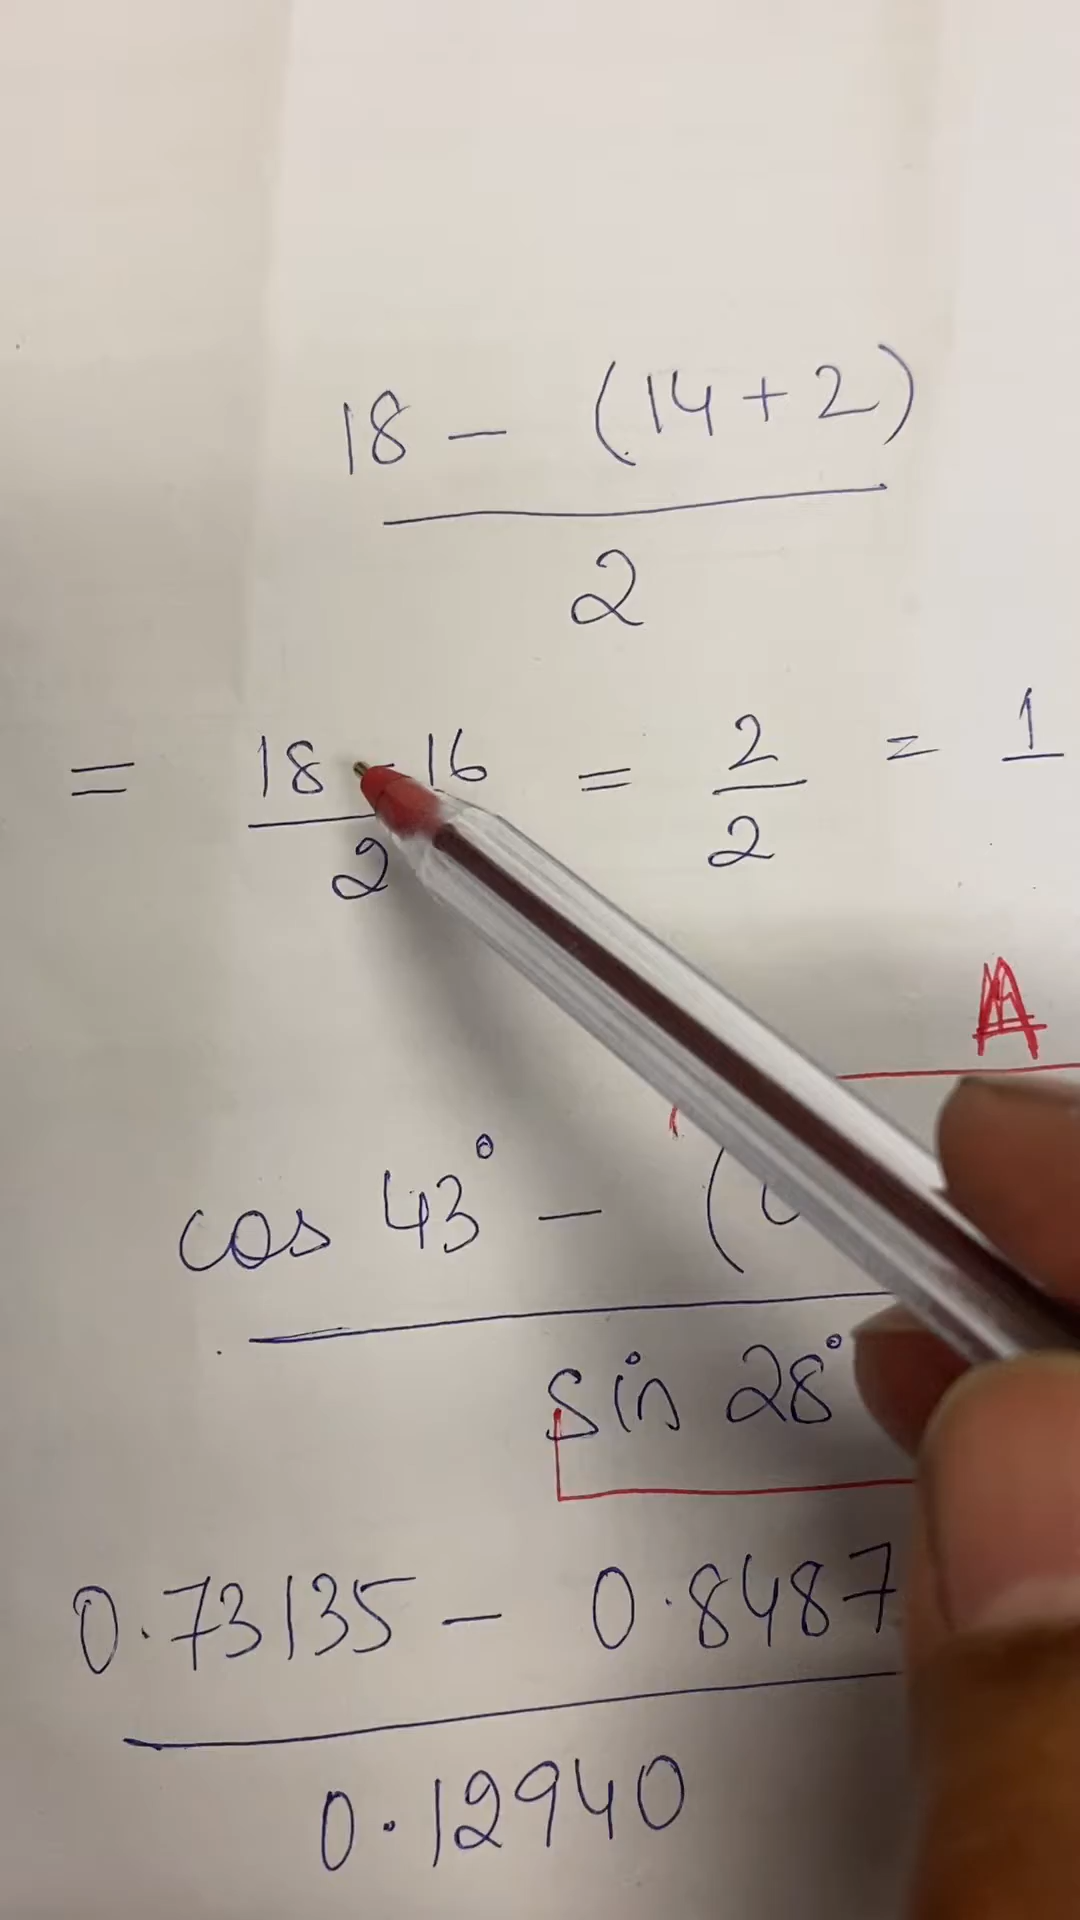 18 - (14 + 2)
2
= 18 - 16 = 2 = 1
2 2
A
cos 43° - (
sin 28°
0.73135 - 0.8487
0.12940